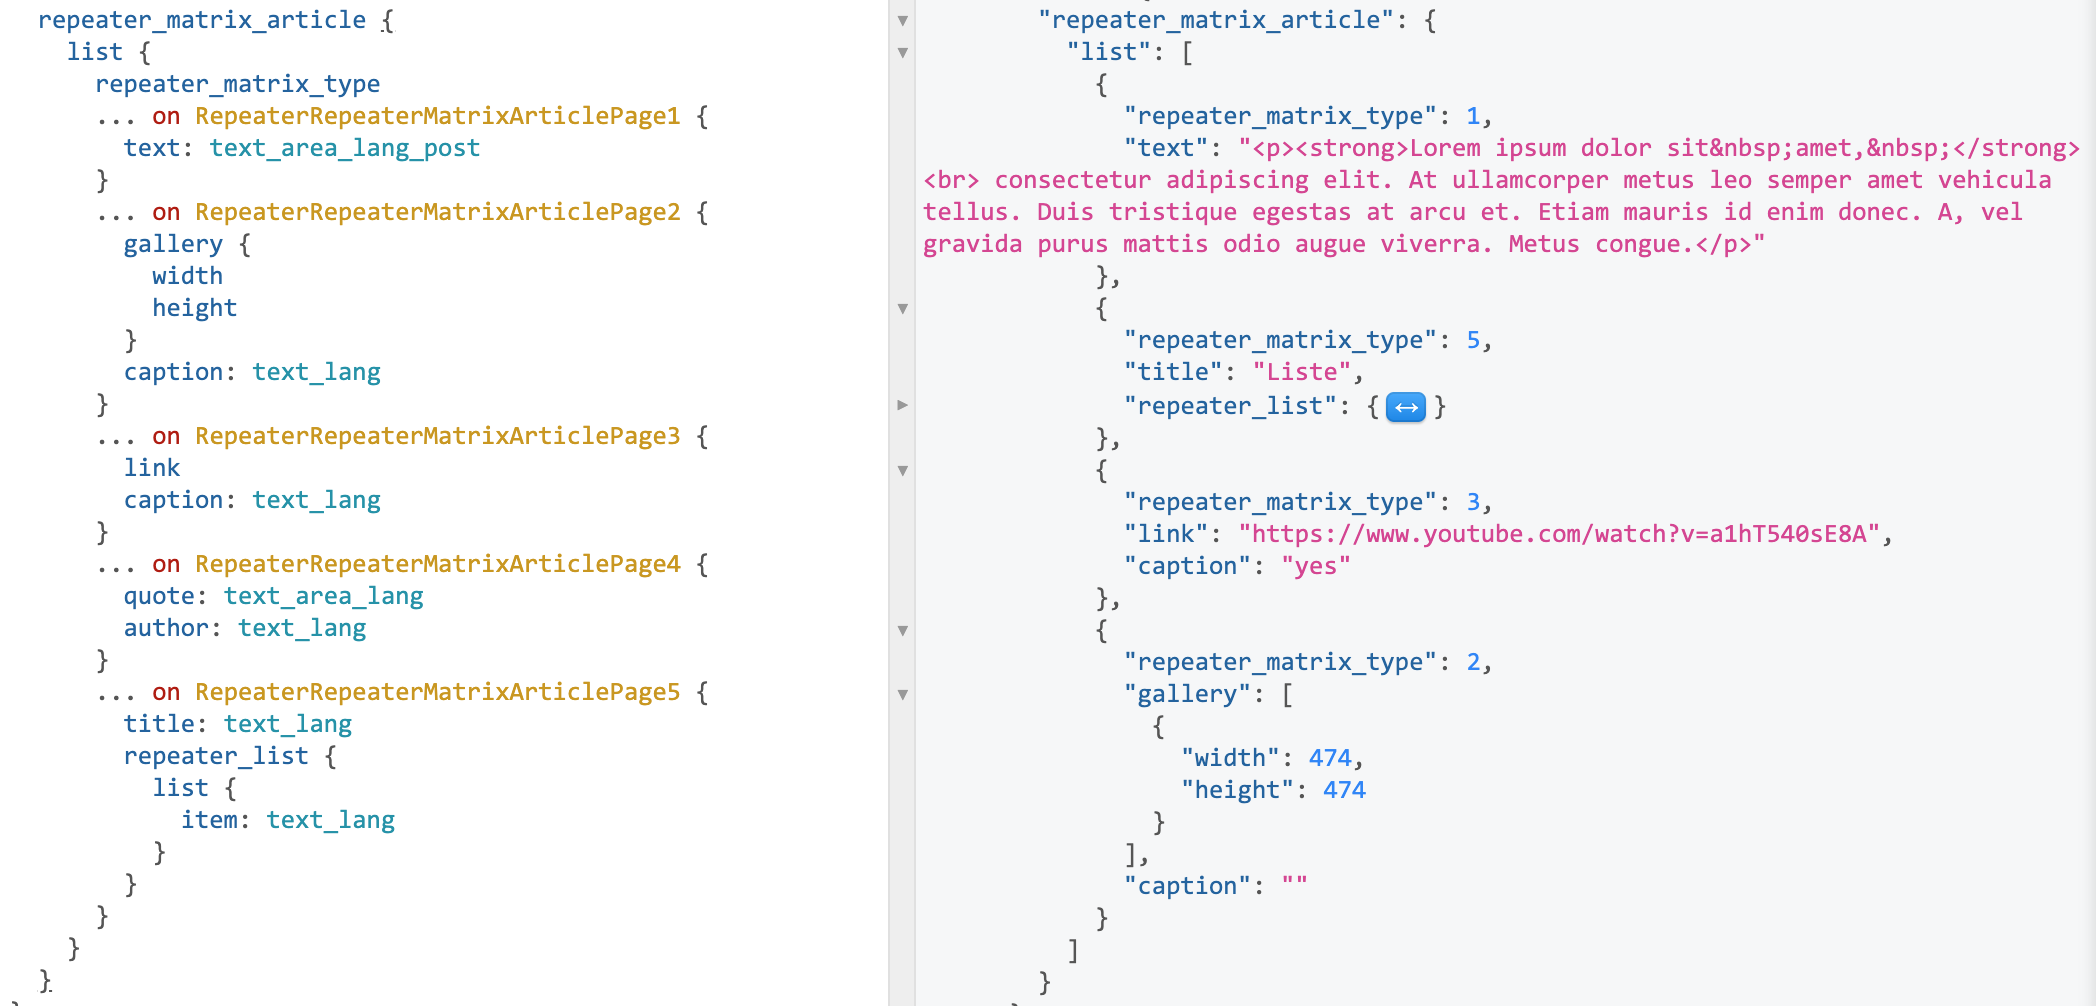 repeater_matrix_article {
list {
repeater_matrix_type
... on RepeaterRepeaterMatrixArticlePage1 {
text: text_area_lang_post
}
... on RepeaterRepeaterMatrixArticlePage2 {
gallery {
width
height
}
caption: text_lang
}
... on RepeaterRepeaterMatrixArticlePage3 {
link
caption: text_lang
}
... on RepeaterRepeaterMatrixArticlePage4 {
quote: text_area_lang
author: text_lang
}
... on RepeaterRepeaterMatrixArticlePage5 {
title: text_lang
repeater_list {
list {
item: text_lang
}
}
}
}
}
"repeater_matrix_article": {
"list": [
{
"repeater_matrix_type": 1,
"text": "<p><strong>Lorem ipsum dolor sit&nbsp;amet,&nbsp;</strong>
<br> consectetur adipiscing elit. At ullamcorper metus leo semper amet vehicula
tellus. Duis tristique egestas at arcu et. Etiam mauris id enim donec. A, vel
gravida purus mattis odio augue viverra. Metus congue.</p>"
},
{
"repeater_matrix_type": 5,
"title": "Liste",
"repeater_list": {↔}
},
{
"repeater_matrix_type": 3,
"link": "https://www.youtube.com/watch?v=a1hT540sE8A",
"caption": "yes"
},
{
"repeater_matrix_type": 2,
"gallery": [
{
"width": 474,
"height": 474
}
],
"caption": ""
}
]
}